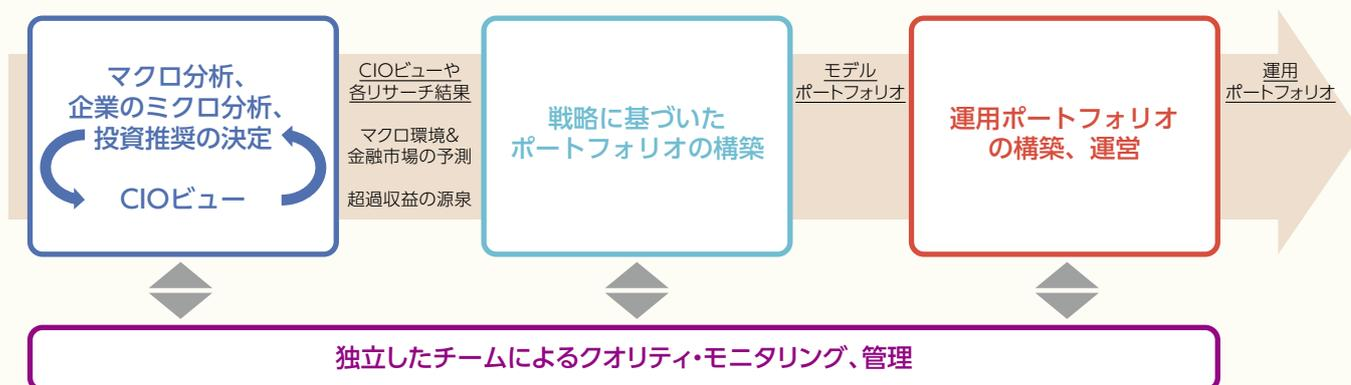 マクロ分析、
企業のミクロ分析、
投資推奨の決定
CIOビュー
CIOビューや
各リサーチ結果
マクロ環境&
金融市場の予測
超過収益の源泉
戦略に基づいた
ポートフォリオの構築
モデル
ポートフォリオ
運用ポートフォリオ
の構築、運営
運用
ポートフォリオ
独立したチームによるクオリティ・モニタリング、管理